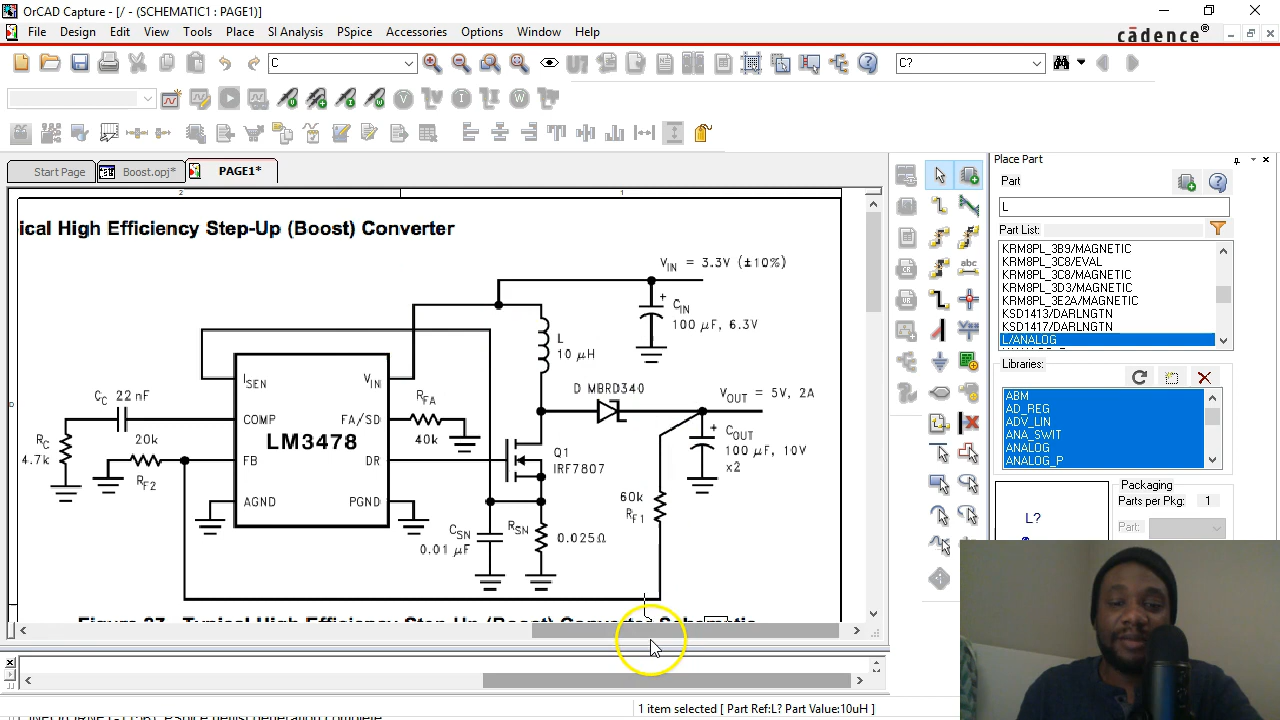 OrCAD Capture - [/ - (SCHEMATIC1 : PAGE1)]
File Design Edit View Tools Place SI Analysis PSpice Accessories Options Window Help
cādence®
C
C?
Start Page
Boost.opj*
PAGE1*
2
1
ical High Efficiency Step-Up (Boost) Converter
VIN = 3.3V (±10%)
+
CIN
100 µF, 6.3V
L
10 µH
D MBRD340
VOUT = 5V, 2A
+
COUT
100 µF, 10V
x2
ISEN
VIN
RFA
40k
CC 22 nF
COMP
FA/SD
LM3478
RC
4.7k
20k
RF2
FB
DR
AGND
PGND
Q1
IRF7807
60k
RF1
CSN
0.01 µF
RSN
0.025Ω
Place Part
Part
L
Part List:
KRM8PL_3B9/MAGNETIC
KRM8PL_3C8/EVAL
KRM8PL_3C8/MAGNETIC
KRM8PL_3D3/MAGNETIC
KRM8PL_3E2A/MAGNETIC
KSD1413/DARLNGTN
KSD1417/DARLNGTN
L/ANALOG
Libraries:
ABM
AD_REG
ADV_LIN
ANA_SWIT
ANALOG
ANALOG_P
Packaging
Parts per Pkg: 1
Part:
L?
1 item selected [ Part Ref:L? Part Value:10uH ]